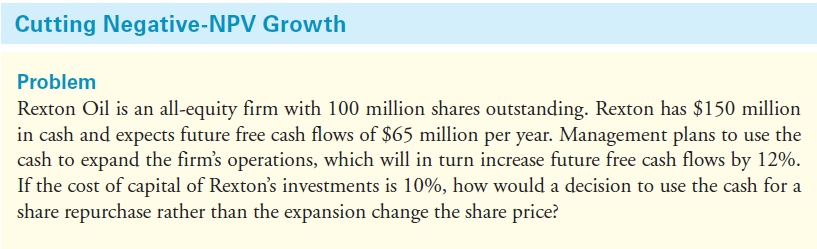 Cutting Negative-NPV Growth
Problem
Rexton Oil is an all-equity firm with 100 million shares outstanding. Rexton has $150 million
in cash and expects future free cash flows of $65 million per year. Management plans to use the
cash to expand the firm's operations, which will in turn increase future free cash flows by 12%.
If the cost of capital of Rexton's investments is 10%, how would a decision to use the cash for a
share repurchase rather than the expansion change the share price?